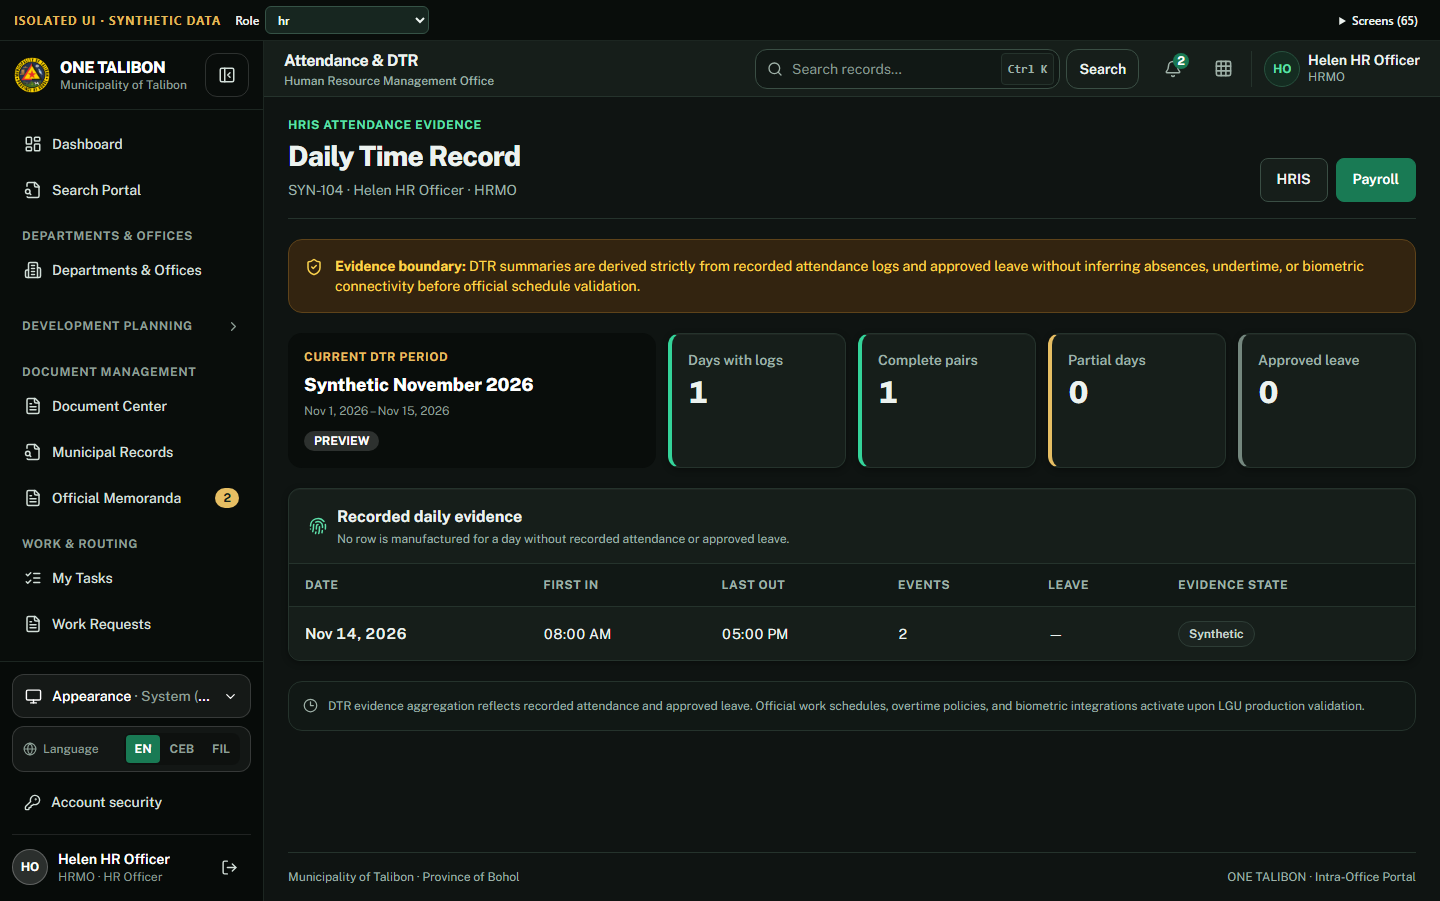 ISOLATED UI · SYNTHETIC DATA Role hr Screens (65)
ONE TALIBON
Municipality of Talibon
Attendance & DTR
Human Resource Management Office
Search records... Ctrl K Search 2
HO Helen HR Officer
HRMO
Dashboard
Search Portal
DEPARTMENTS & OFFICES
Departments & Offices
DEVELOPMENT PLANNING
DOCUMENT MANAGEMENT
Document Center
Municipal Records
Official Memoranda 2
WORK & ROUTING
My Tasks
Work Requests
Appearance · System (...
Language EN CEB FIL
Account security
HO Helen HR Officer
HRMO · HR Officer
HRIS ATTENDANCE EVIDENCE
Daily Time Record
SYN-104 · Helen HR Officer · HRMO
HRIS Payroll
Evidence boundary: DTR summaries are derived strictly from recorded attendance logs and approved leave without inferring absences, undertime, or biometric
connectivity before official schedule validation.
CURRENT DTR PERIOD
Synthetic November 2026
Nov 1, 2026 – Nov 15, 2026
PREVIEW
Days with logs
1
Complete pairs
1
Partial days
0
Approved leave
0
Recorded daily evidence
No row is manufactured for a day without recorded attendance or approved leave.
DATE FIRST IN LAST OUT EVENTS LEAVE EVIDENCE STATE
Nov 14, 2026 08:00 AM 05:00 PM 2 — Synthetic
DTR evidence aggregation reflects recorded attendance and approved leave. Official work schedules, overtime policies, and biometric integrations activate upon LGU production validation.
Municipality of Talibon · Province of Bohol
ONE TALIBON · Intra-Office Portal